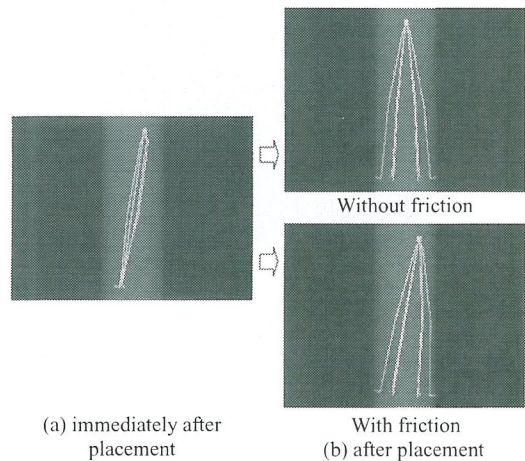 Without friction
(a) immediately after
placement
With friction
(b) after placement